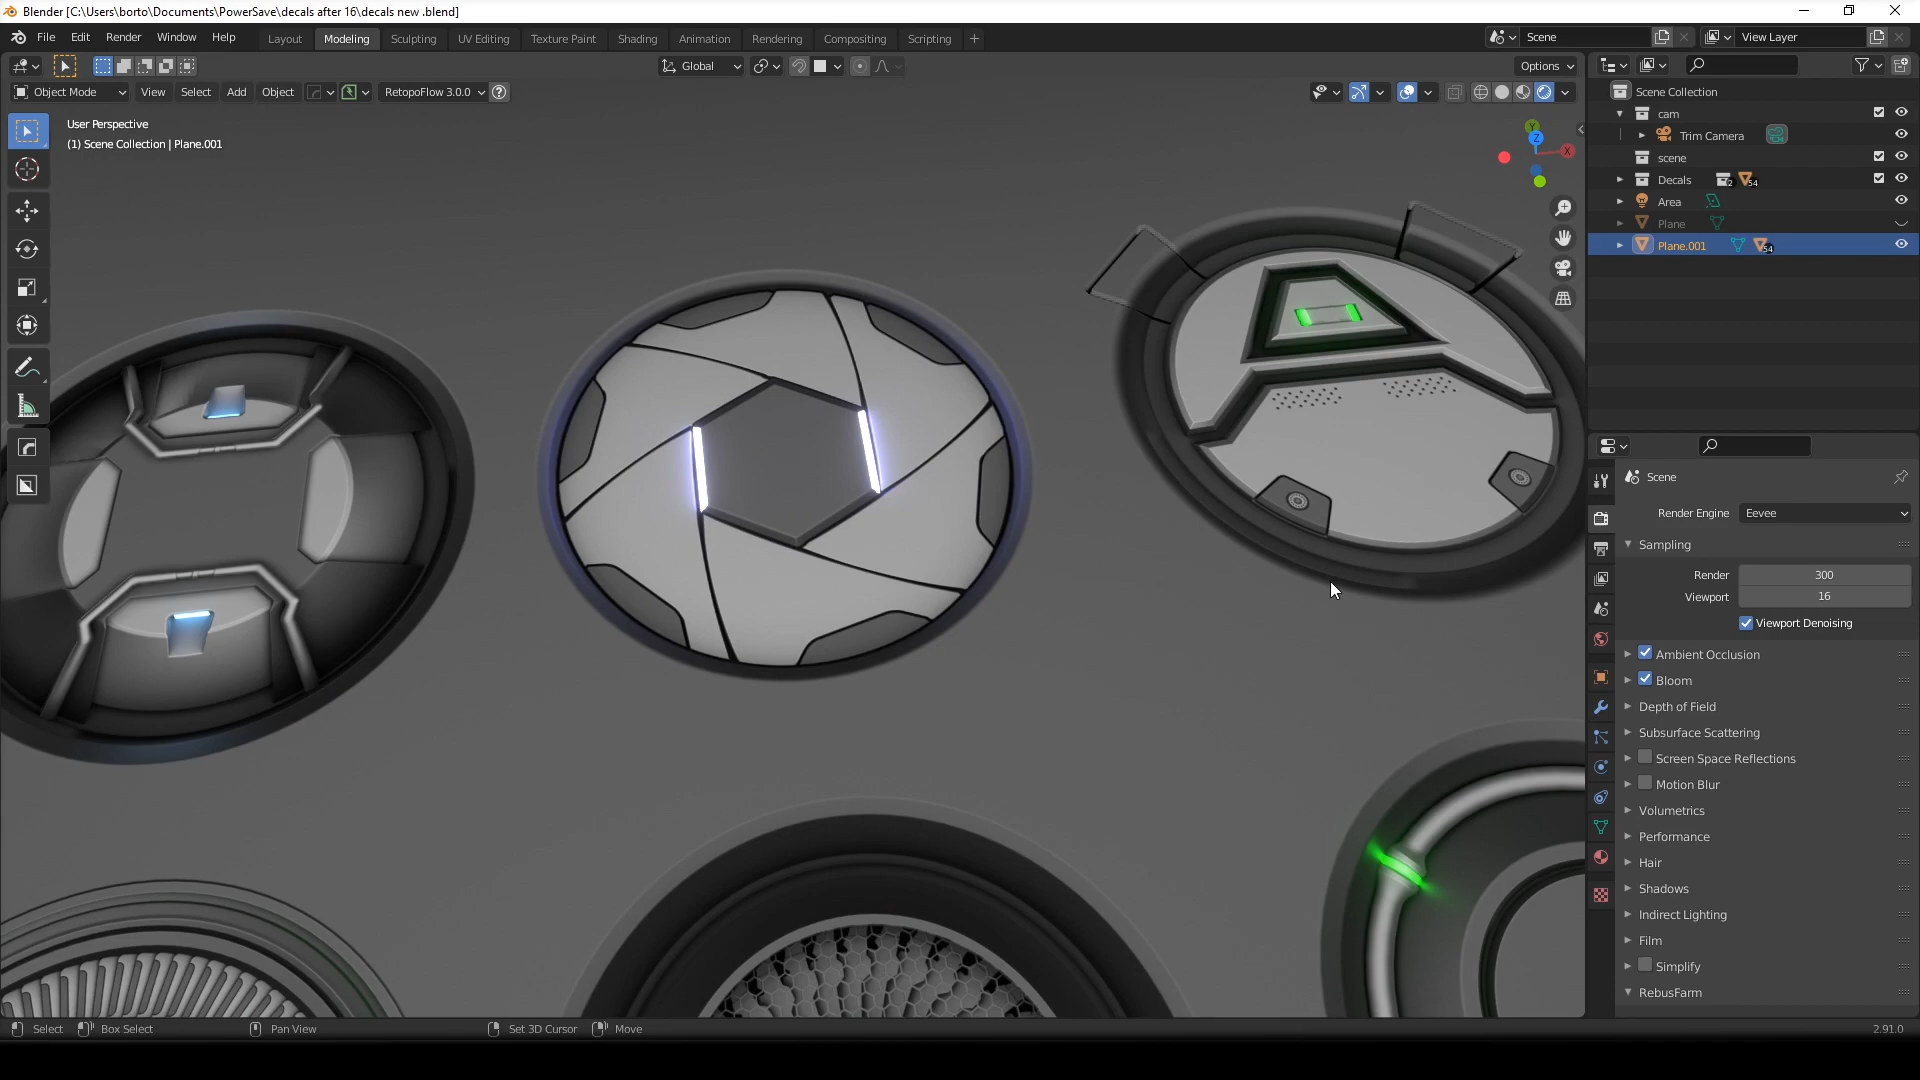 Blender [C:\Users\borto\Documents\PowerSave\decals after 16\decals new .blend]
File Edit Render Window Help Layout Modeling Sculpting UV Editing Texture Paint Shading Animation Rendering Compositing Scripting + Scene View Layer
Global Options
Object Mode View Select Add Object RetopoFlow 3.0.0 ?
User Perspective
(1) Scene Collection | Plane.001
Y
Z
X
Scene Collection
cam
Trim Camera
scene
Decals 2 54
Area
Plane
Plane.001 54
Scene
Render Engine Eevee
Sampling
Render 300
Viewport 16
Viewport Denoising
Ambient Occlusion
Bloom
Depth of Field
Subsurface Scattering
Screen Space Reflections
Motion Blur
Volumetrics
Performance
Hair
Shadows
Indirect Lighting
Film
Simplify
RebusFarm
Select Box Select Pan View Set 3D Cursor Move 2.91.0